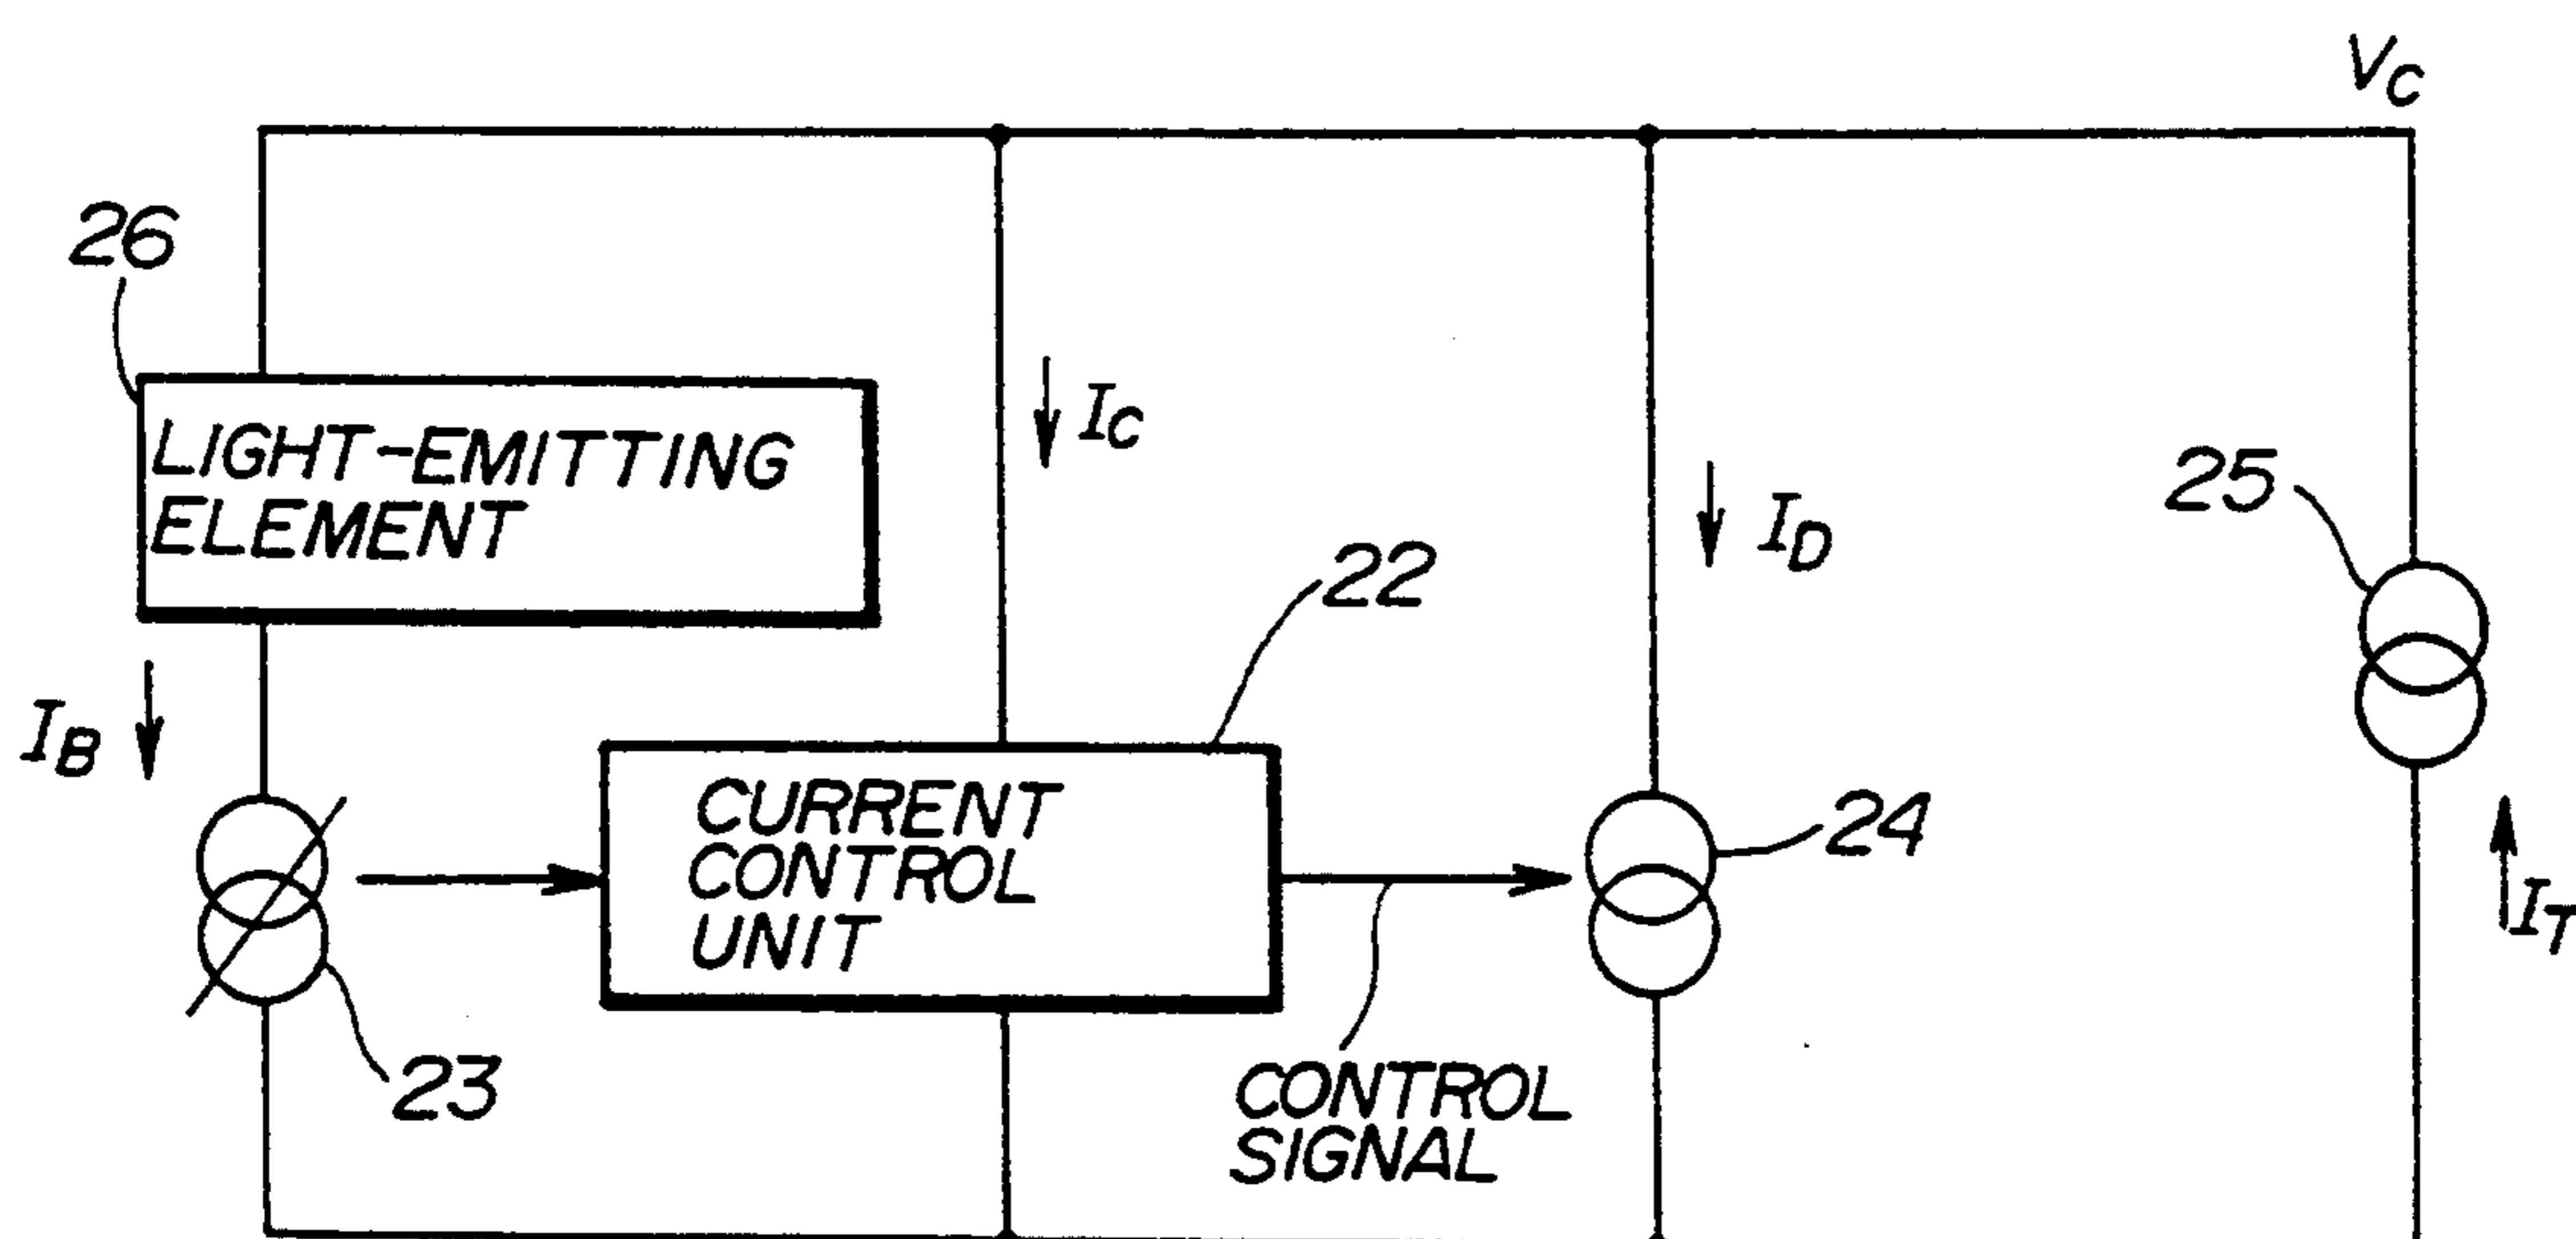 VC
26
LIGHT-EMITTING
ELEMENT
IC
ID
25
22
IB
CURRENT
CONTROL
UNIT
24
IT
23
CONTROL
SIGNAL